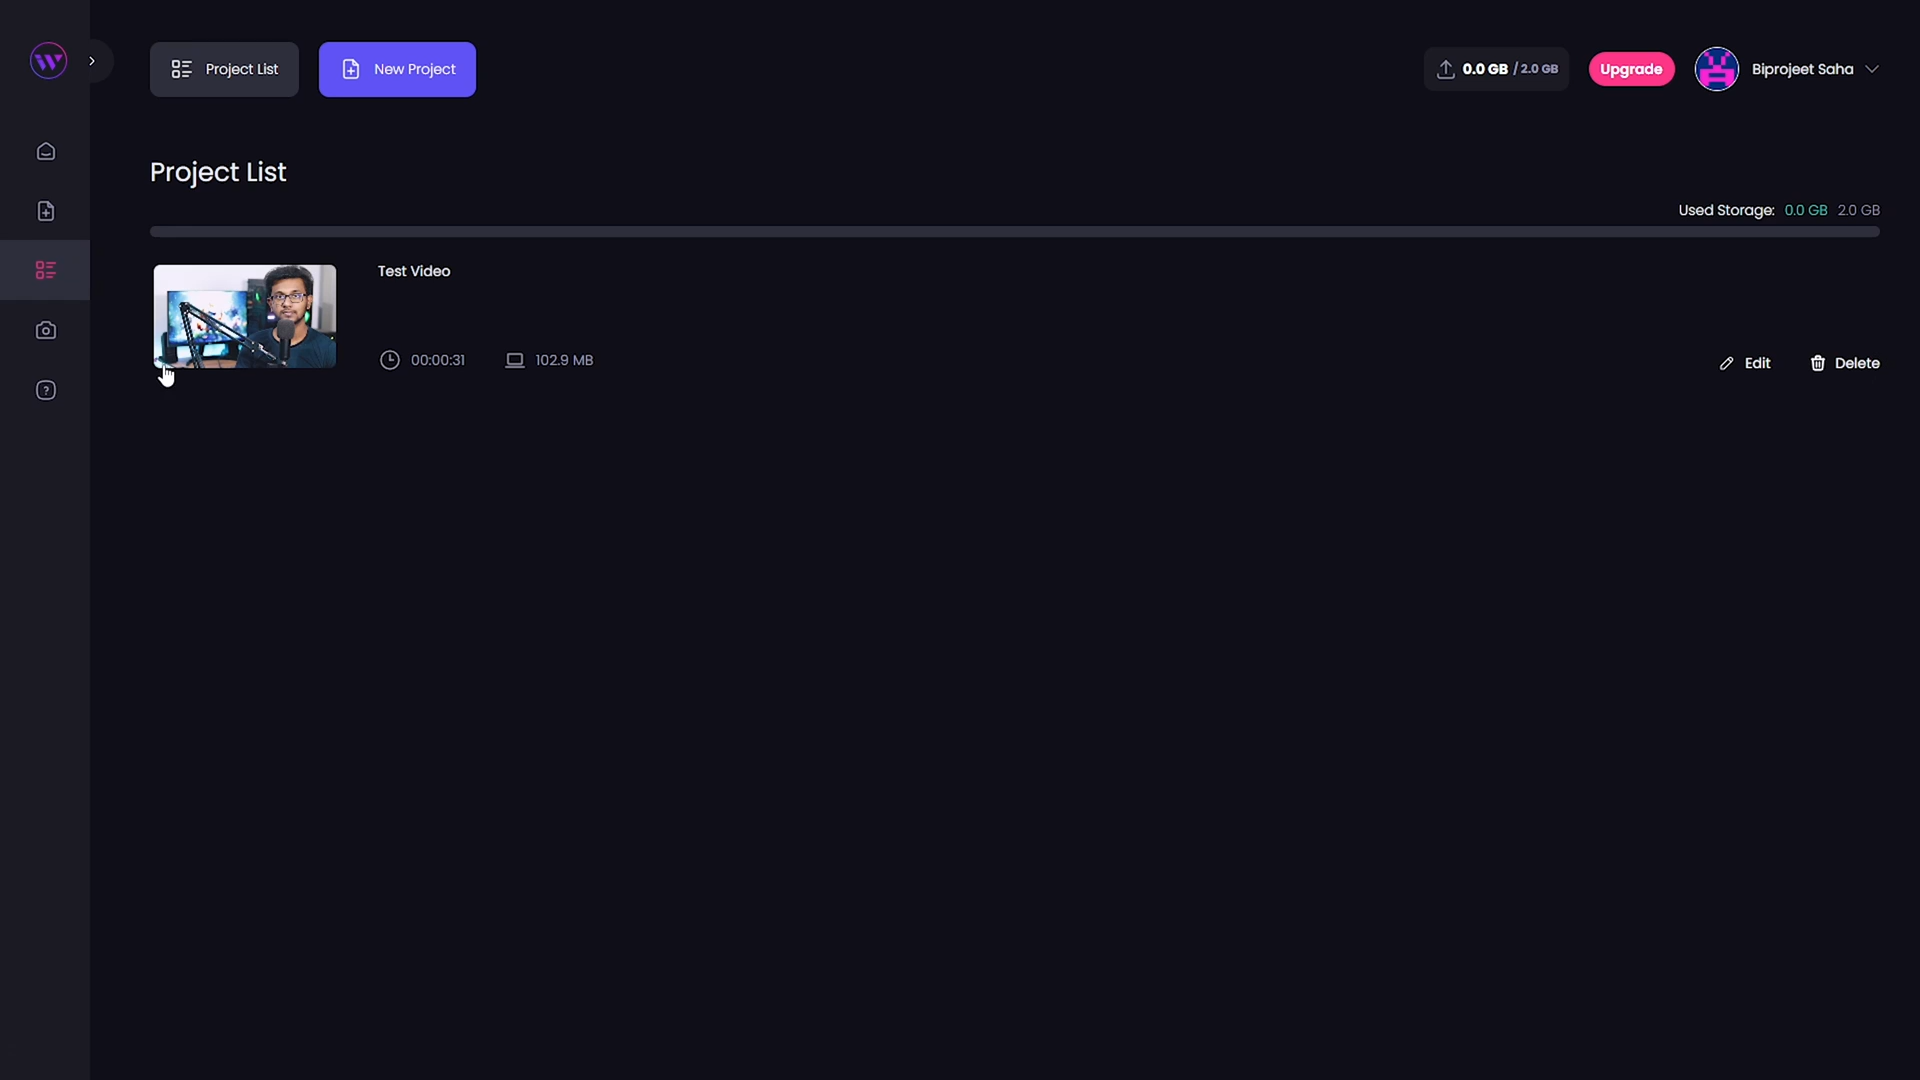 Project List
New Project
0.0 GB / 2.0 GB
Upgrade
Biprojeet Saha
Project List
Used Storage: 0.0 GB 2.0 GB
Test Video
00:00:31
102.9 MB
Edit
Delete